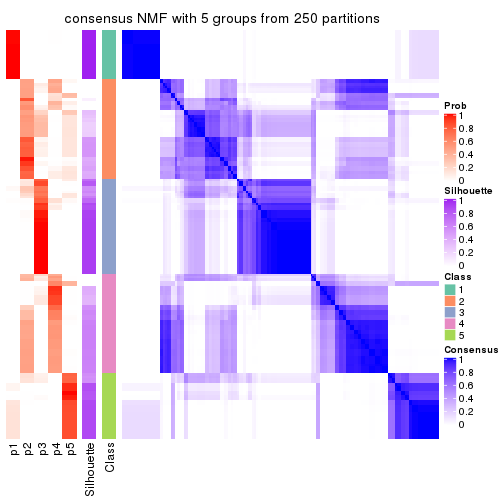 consensus NMF with 5 groups from 250 partitions
Prob
1
0.8
0.6
0.4
0.2
0
Silhouette
1
0.8
0.6
0.4
0.2
0
Class
1
2
3
4
5
Consensus
1
0.8
0.6
0.4
0.2
0
p1
p2
p3
p4
p5
Silhouette
Class